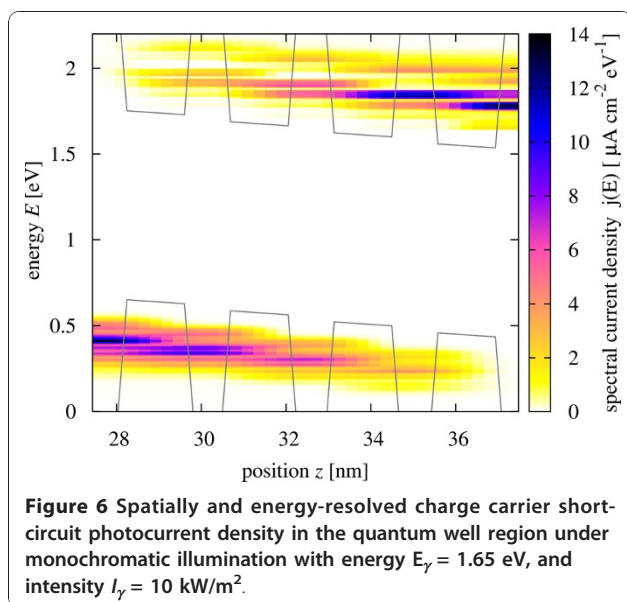 14
12
10
8
6
4
2
0
spectral current density j(E) [ μA cm⁻² eV⁻¹]
2
1.5
1
0.5
0
energy E [eV]
28
30
32
34
36
position z [nm]
Figure 6 Spatially and energy-resolved charge carrier short-
circuit photocurrent density in the quantum well region under
monochromatic illumination with energy Eγ = 1.65 eV, and
intensity Iγ = 10 kW/m².